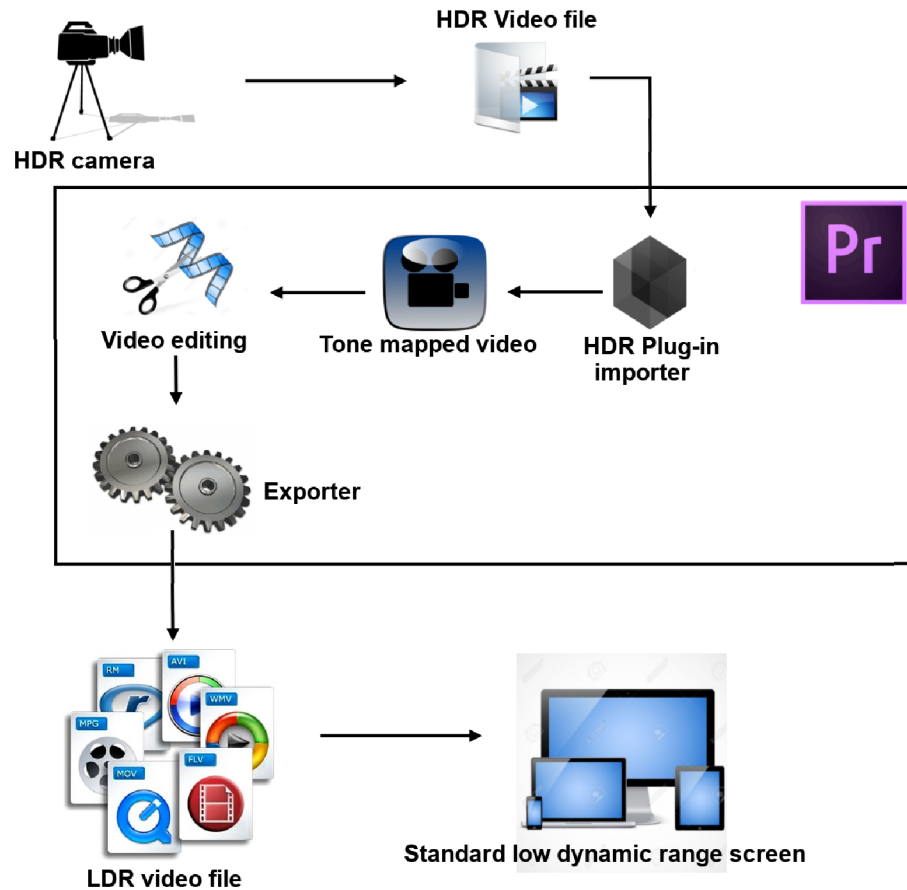 HDR Video file
HDR camera
Pr
Video editing
Tone mapped video
HDR Plug-in
importer
Exporter
RM
AVI
WMV
MPG
MOV
FLV
LDR video file
Standard low dynamic range screen